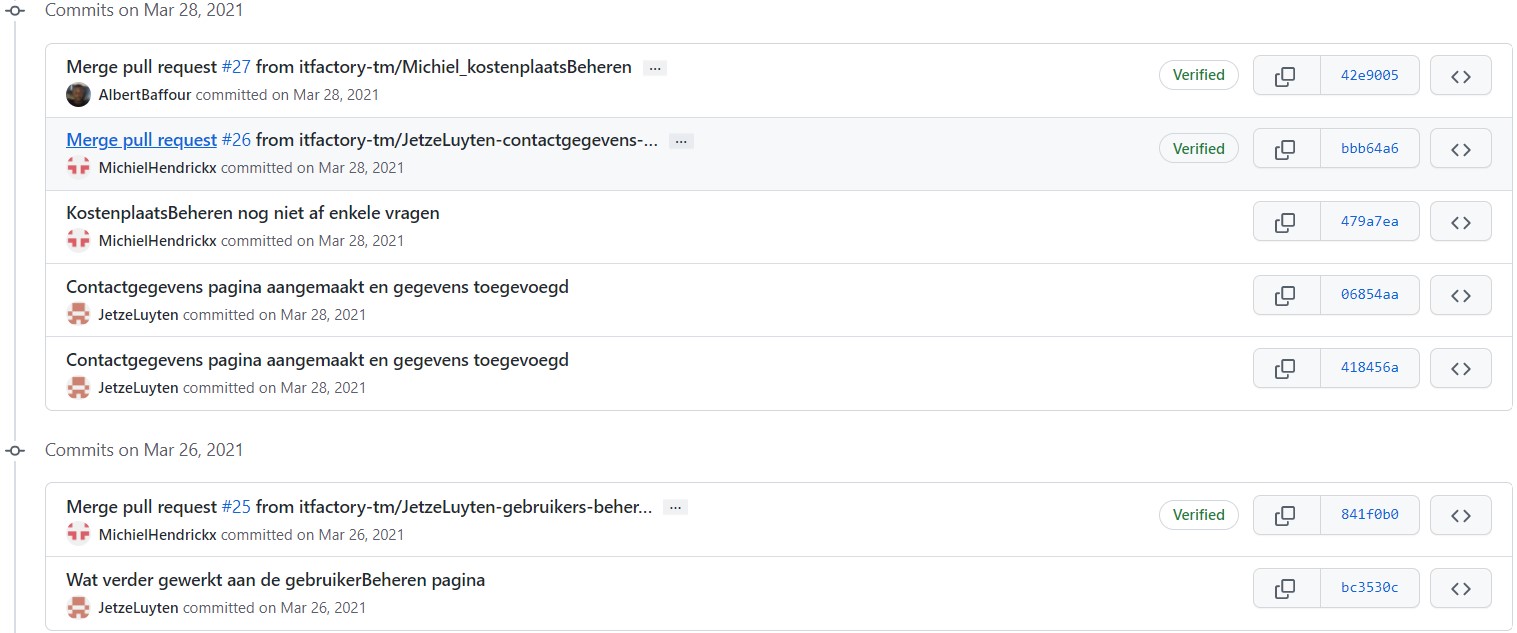 Commits on Mar 28, 2021
Merge pull request #27 from itfactory-tm/Michiel_kostenplaatsBeheren ...
Verified
42e9005
AlbertBaffour committed on Mar 28, 2021
Merge pull request #26 from itfactory-tm/JetzeLuyten-contactgegevens-... ...
Verified
bbb64a6
MichielHendrickx committed on Mar 28, 2021
KostenplaatsBeheren nog niet af enkele vragen
479a7ea
MichielHendrickx committed on Mar 28, 2021
Contactgegevens pagina aangemaakt en gegevens toegevoegd
06854aa
JetzeLuyten committed on Mar 28, 2021
Contactgegevens pagina aangemaakt en gegevens toegevoegd
418456a
JetzeLuyten committed on Mar 28, 2021
Commits on Mar 26, 2021
Merge pull request #25 from itfactory-tm/JetzeLuyten-gebruikers-beher... ...
Verified
841f0b0
MichielHendrickx committed on Mar 26, 2021
Wat verder gewerkt aan de gebruikerBeheren pagina
bc3530c
JetzeLuyten committed on Mar 26, 2021